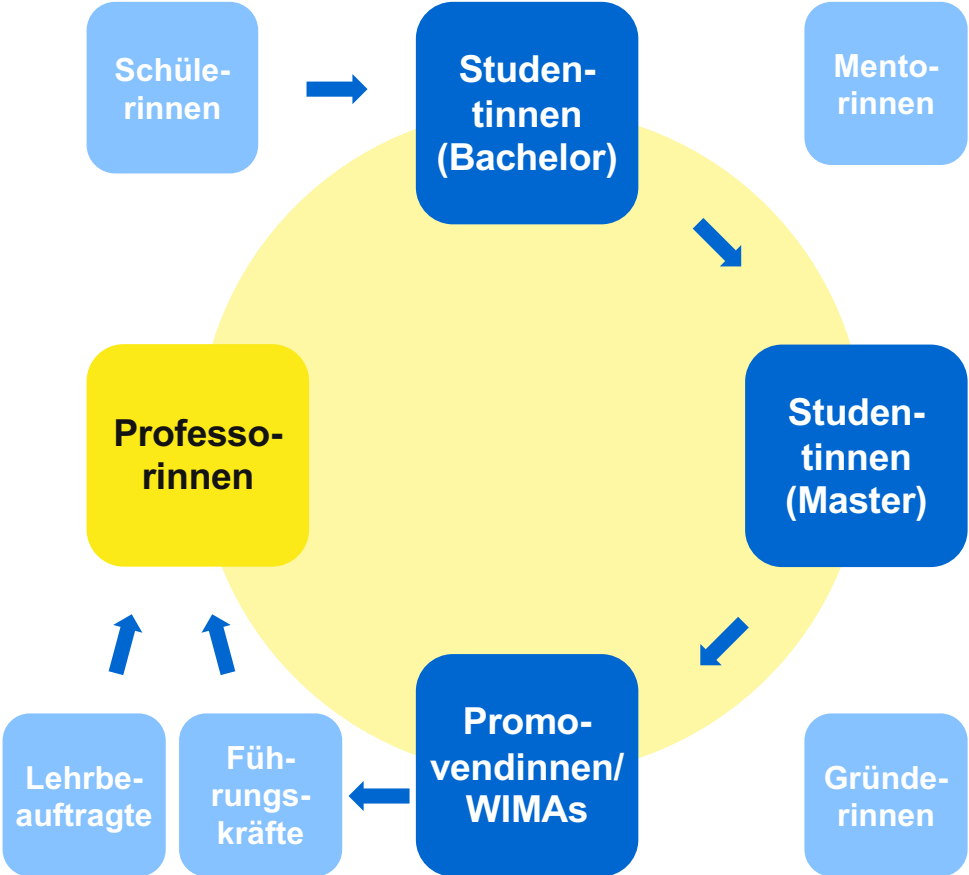 Schüle-
rinnen
Studen-
tinnen
(Bachelor)
Mento-
rinnen
Professo-
rinnen
Studen-
tinnen
(Master)
Lehrbe-
auftragte
Füh-
rungs-
kräfte
Promo-
vendinnen/
WIMAs
Gründe-
rinnen